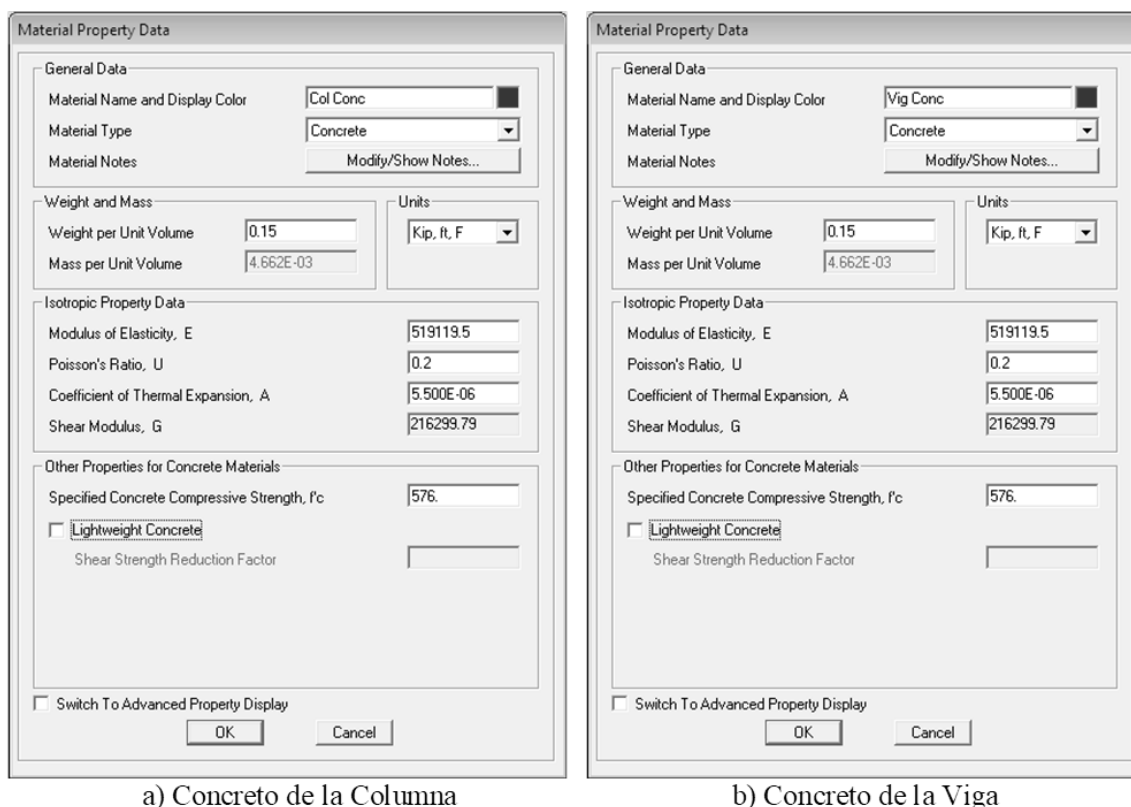 Material Property Data
General Data
Material Name and Display Color
Col Conc
Material Type
Concrete
Material Notes
Modify/Show Notes...
Weight and Mass
Units
Weight per Unit Volume
0.15
Kip, ft, F
Mass per Unit Volume
4.662E-03
Isotropic Property Data
Modulus of Elasticity, E
519119.5
Poisson's Ratio, U
0.2
Coefficient of Thermal Expansion, A
5.500E-06
Shear Modulus, G
216299.79
Other Properties for Concrete Materials
Specified Concrete Compressive Strength, f'c
576.
Lightweight Concrete
Shear Strength Reduction Factor
Switch To Advanced Property Display
OK
Cancel
a) Concreto de la Columna
Material Property Data
General Data
Material Name and Display Color
Vig Conc
Material Type
Concrete
Material Notes
Modify/Show Notes...
Weight and Mass
Units
Weight per Unit Volume
0.15
Kip, ft, F
Mass per Unit Volume
4.662E-03
Isotropic Property Data
Modulus of Elasticity, E
519119.5
Poisson's Ratio, U
0.2
Coefficient of Thermal Expansion, A
5.500E-06
Shear Modulus, G
216299.79
Other Properties for Concrete Materials
Specified Concrete Compressive Strength, f'c
576.
Lightweight Concrete
Shear Strength Reduction Factor
Switch To Advanced Property Display
OK
Cancel
b) Concreto de la Viga